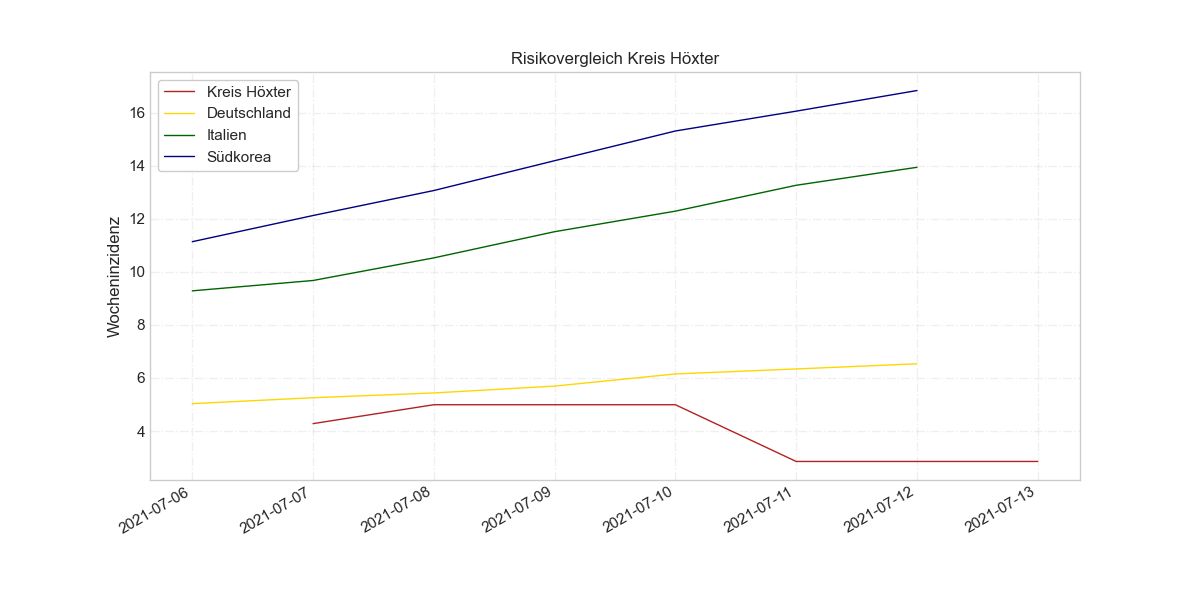 Risikovergleich Kreis Höxter
Kreis Höxter
Deutschland
Italien
Südkorea
Wocheninzidenz
16
14
12
10
8
6
4
2021-07-06
2021-07-07
2021-07-08
2021-07-09
2021-07-10
2021-07-11
2021-07-12
2021-07-13